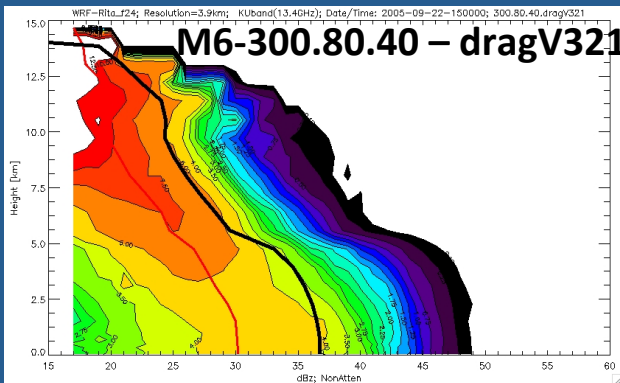 WRF-Rita_f24; Resolution=3.9km; KUband(13.4GHz); Date/Time: 2005-09-22-150000; 300.80.40.dragV321
M6-300.80.40 – dragV321
15.0
12.5
10.0
7.5
5.0
2.5
0.0
Height [km]
15 20 25 30 35 40 45 50 55 60
dBz; NonAtten